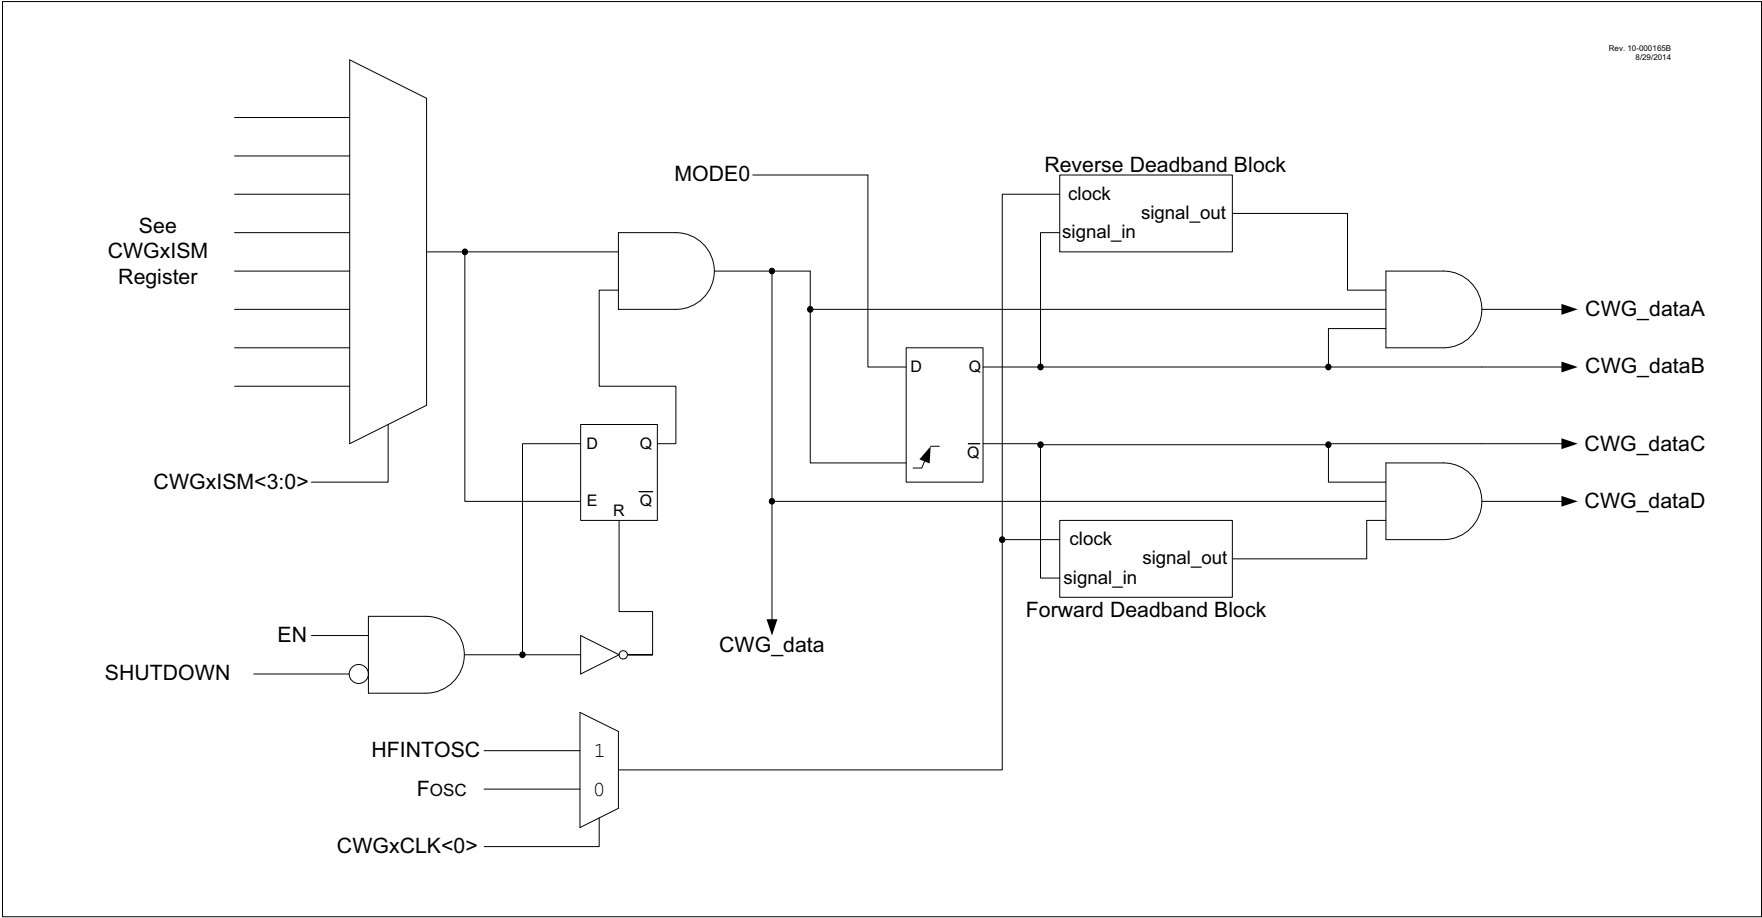 Rev. 10-000165B
8/29/2014
See
CWGxISM
Register
CWGxISM<3:0>
MODE0
Reverse Deadband Block
clock
signal_out
signal_in
D
Q
Q
CWG_dataA
CWG_dataB
CWG_dataC
CWG_dataD
D
Q
E
Q
R
clock
signal_out
signal_in
Forward Deadband Block
EN
SHUTDOWN
CWG_data
HFINTOSC
1
FOSC
0
CWGxCLK<0>